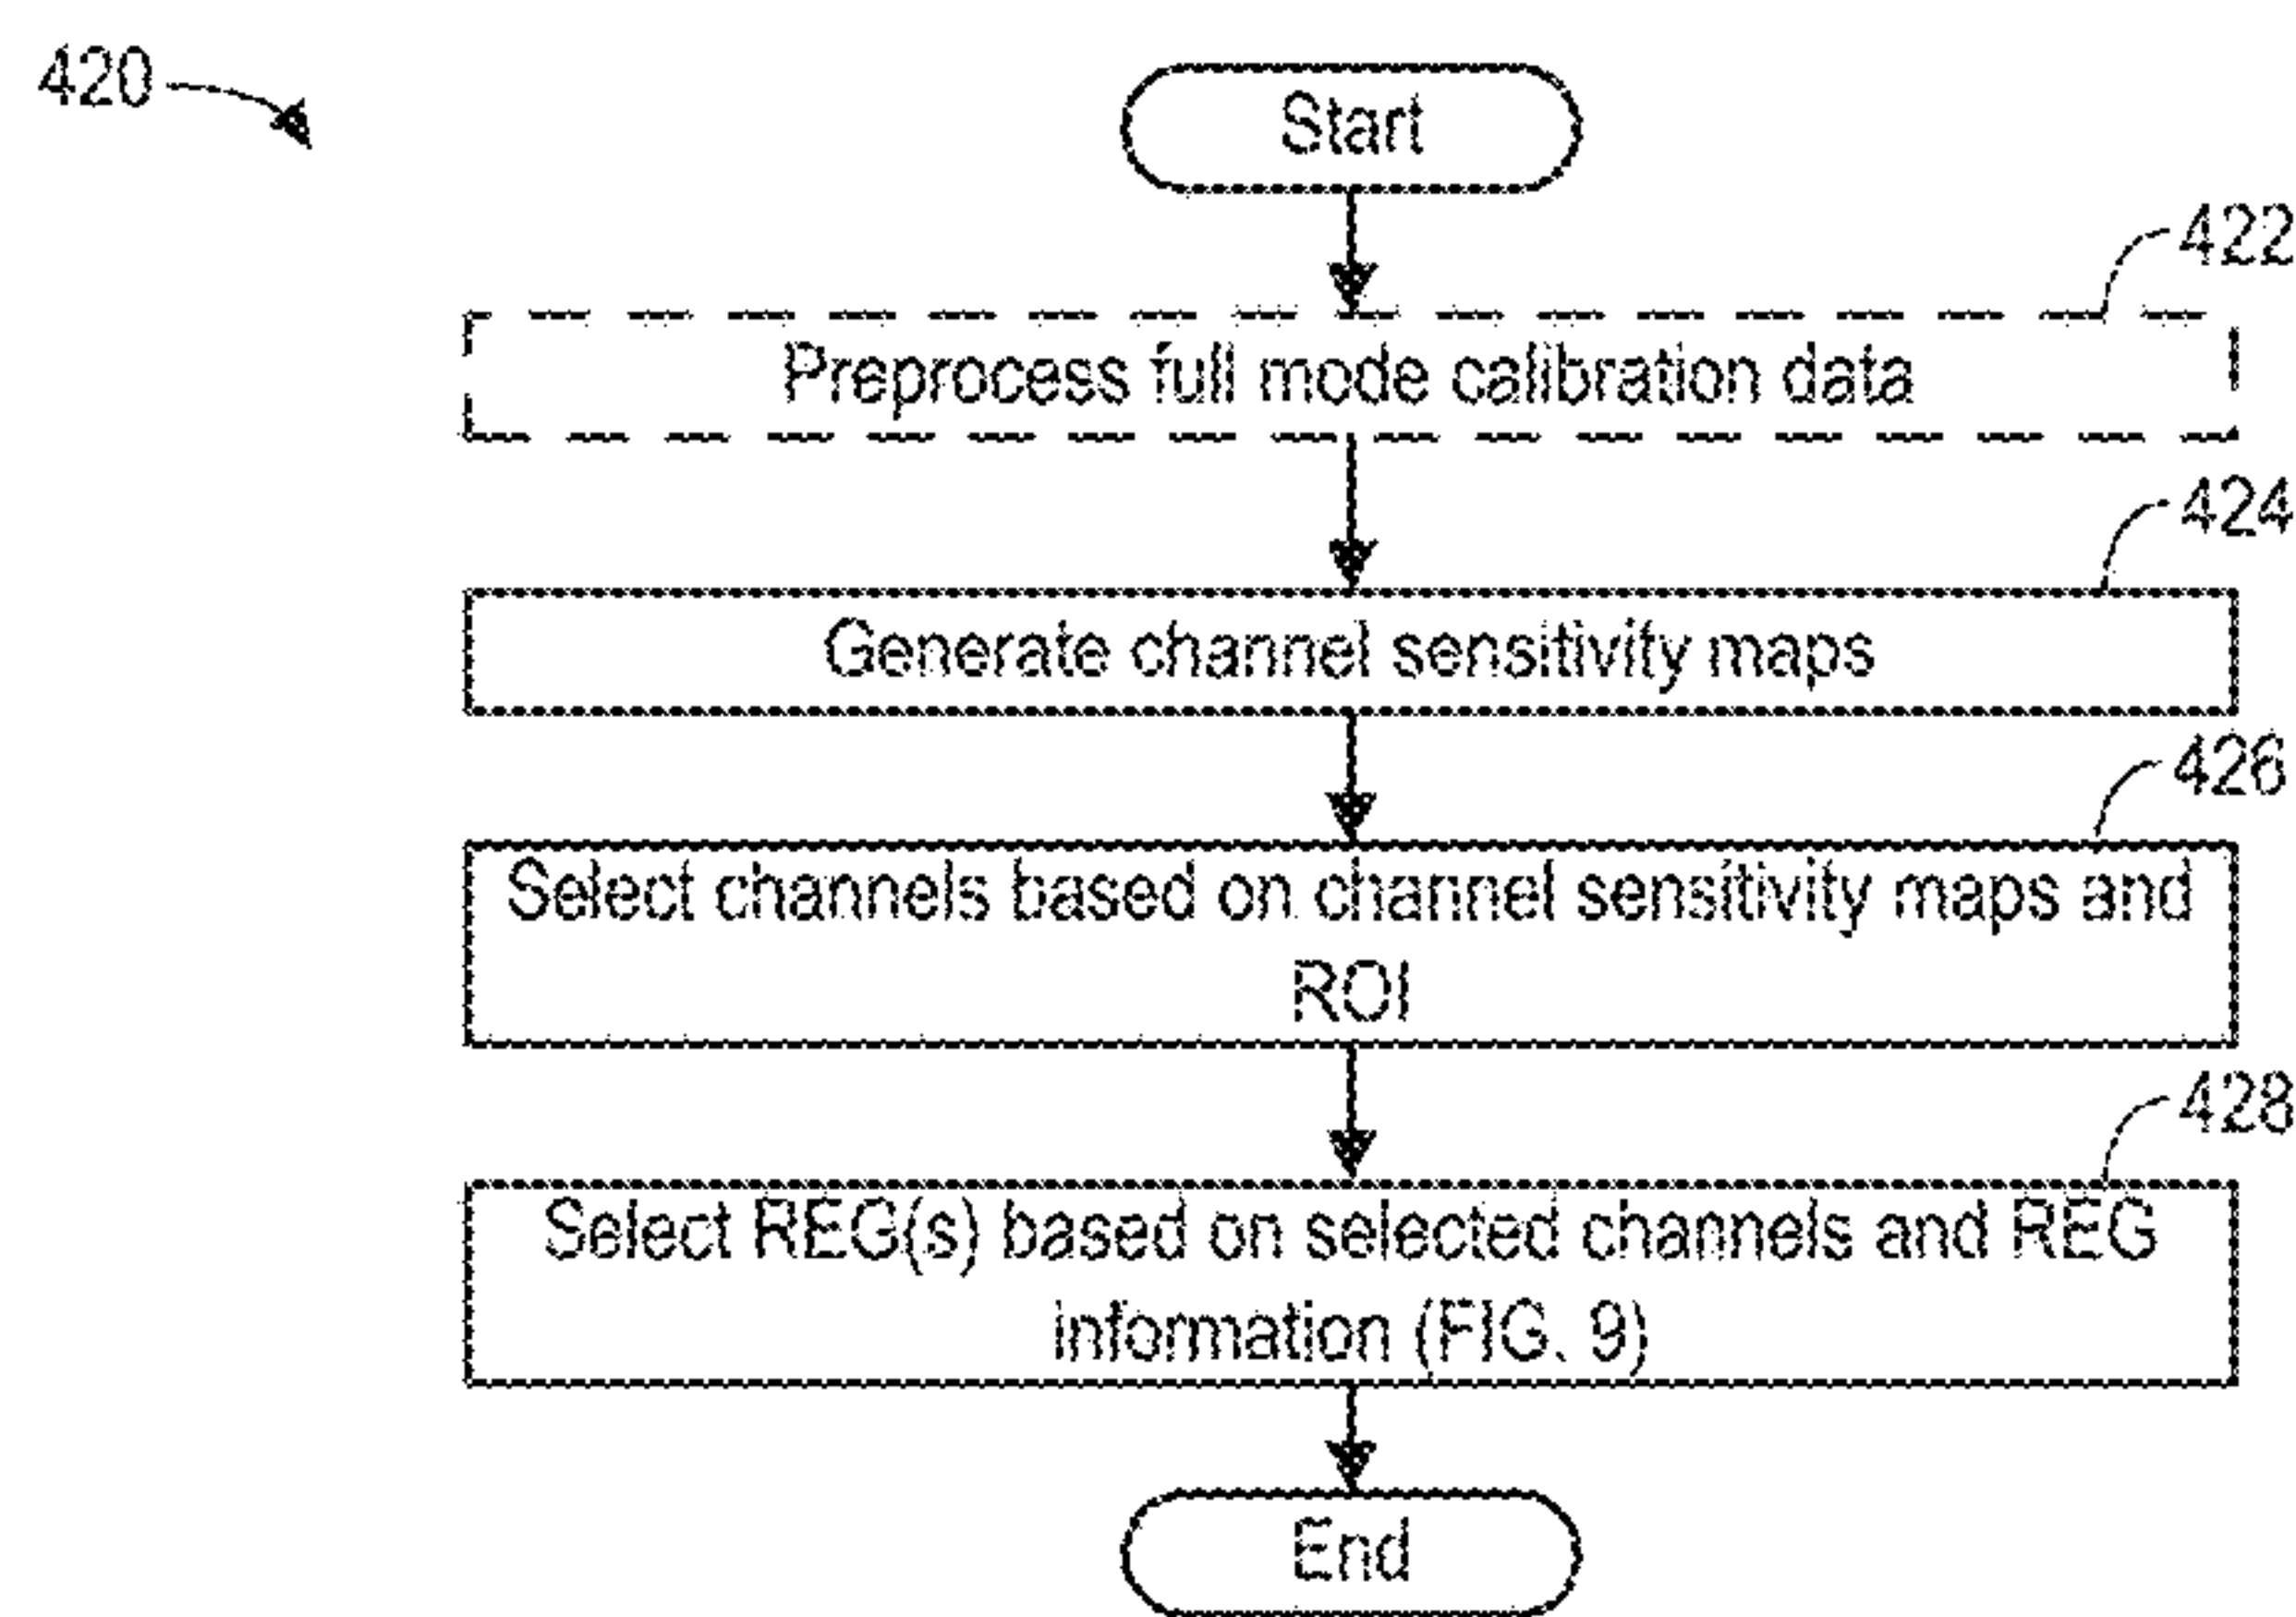 420
Start
422
Preprocess full mode calibration data
424
Generate channel sensitivity maps
426
Select channels based on channel sensitivity maps and
ROI
428
Select REG(s) based on selected channels and REG
information (FIG. 9)
End